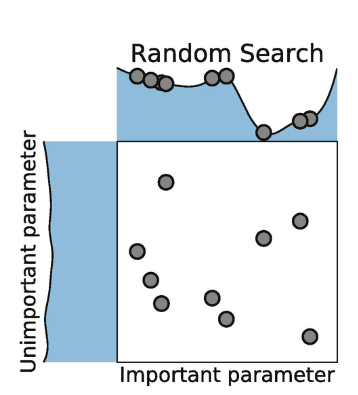 Random Search
Unimportant parameter
Important parameter